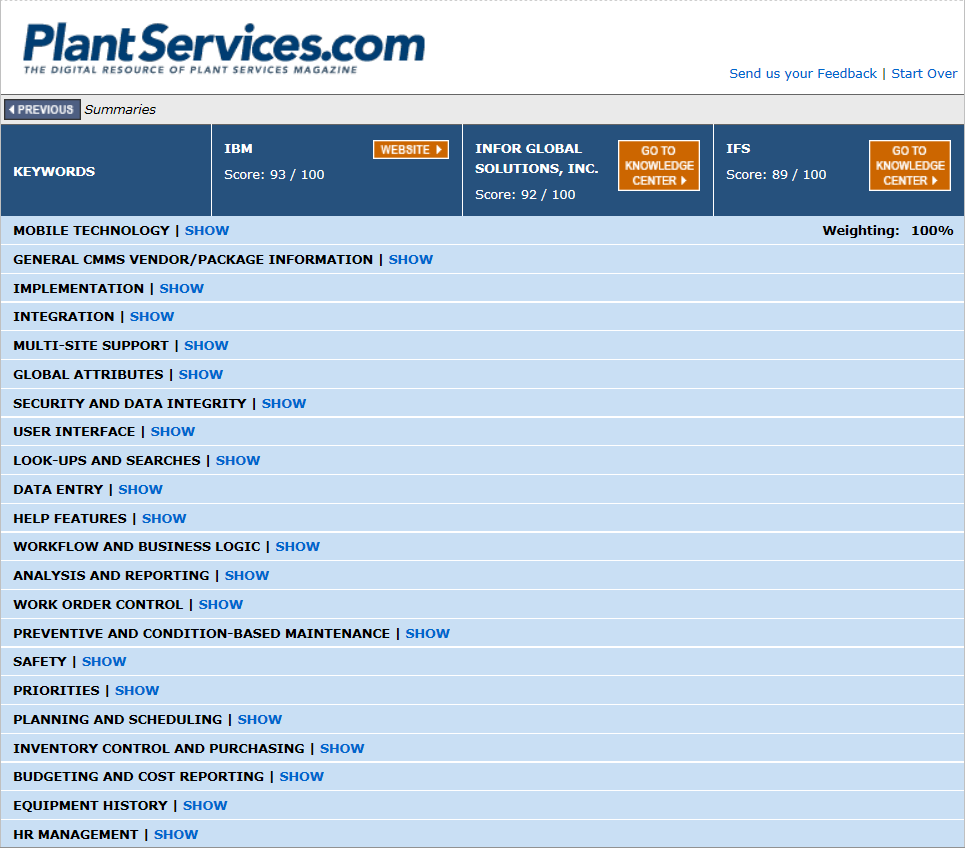 PlantServices.com
THE DIGITAL RESOURCE OF PLANT SERVICES MAGAZINE
Send us your Feedback | Start Over
PREVIOUS Summaries
KEYWORDS
IBM
WEBSITE
Score: 93 / 100
INFOR GLOBAL
SOLUTIONS, INC.
Score: 92 / 100
GO TO
KNOWLEDGE
CENTER
IFS
Score: 89 / 100
GO TO
KNOWLEDGE
CENTER
MOBILE TECHNOLOGY | SHOW Weighting: 100%
GENERAL CMMS VENDOR/PACKAGE INFORMATION | SHOW
IMPLEMENTATION | SHOW
INTEGRATION | SHOW
MULTI-SITE SUPPORT | SHOW
GLOBAL ATTRIBUTES | SHOW
SECURITY AND DATA INTEGRITY | SHOW
USER INTERFACE | SHOW
LOOK-UPS AND SEARCHES | SHOW
DATA ENTRY | SHOW
HELP FEATURES | SHOW
WORKFLOW AND BUSINESS LOGIC | SHOW
ANALYSIS AND REPORTING | SHOW
WORK ORDER CONTROL | SHOW
PREVENTIVE AND CONDITION-BASED MAINTENANCE | SHOW
SAFETY | SHOW
PRIORITIES | SHOW
PLANNING AND SCHEDULING | SHOW
INVENTORY CONTROL AND PURCHASING | SHOW
BUDGETING AND COST REPORTING | SHOW
EQUIPMENT HISTORY | SHOW
HR MANAGEMENT | SHOW